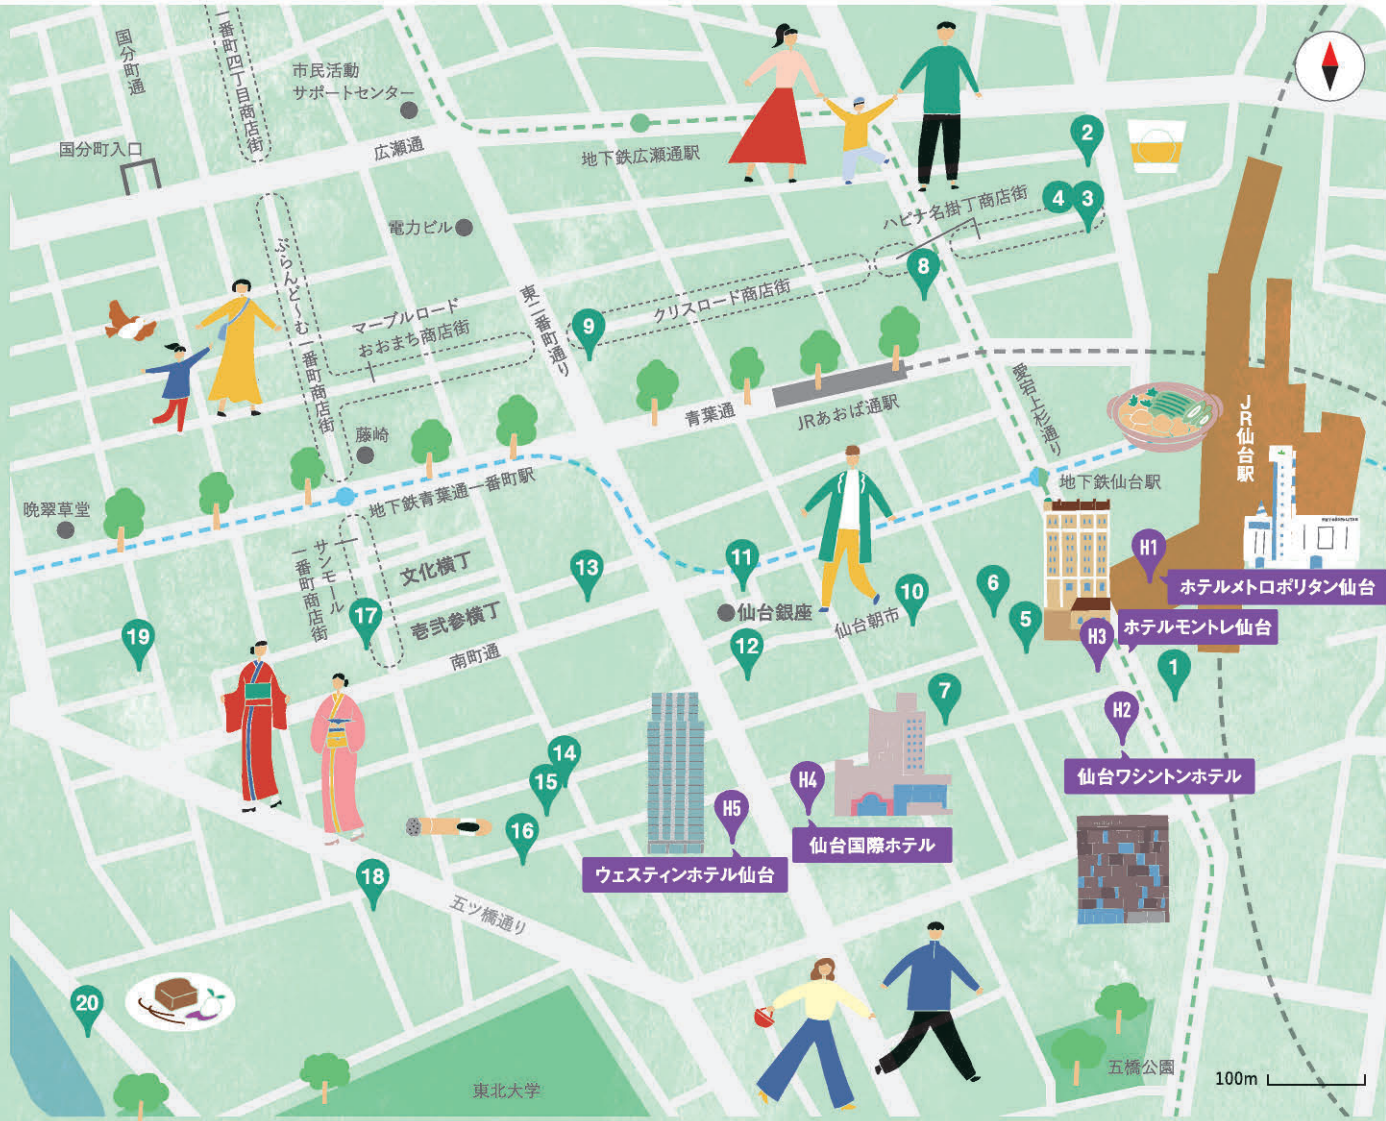 国分町通
一番町四丁目商店街
市民活動
サポートセンター
国分町入口
広瀬通
地下鉄広瀬通駅
2
4
3
ハピナ名掛丁商店街
電力ビル
8
ぶらんど〜む一番町商店街
マーブルロード
おおまち商店街
東二番町通り
9
クリスロード商店街
青葉通
JRあおば通駅
愛宕上杉通り
JR仙台駅
藤崎
地下鉄青葉通一番町駅
地下鉄仙台駅
晩翠草堂
サンモール
一番町商店街
文化横丁
壱弐参横丁
南町通
13
11
仙台銀座
12
仙台朝市
10
6
5
H1
ホテルメトロポリタン仙台
H3
ホテルモントレ仙台
1
H2
仙台ワシントンホテル
7
17
19
14
15
16
H5
ウェスティンホテル仙台
H4
仙台国際ホテル
18
五ツ橋通り
20
東北大学
五橋公園
100m